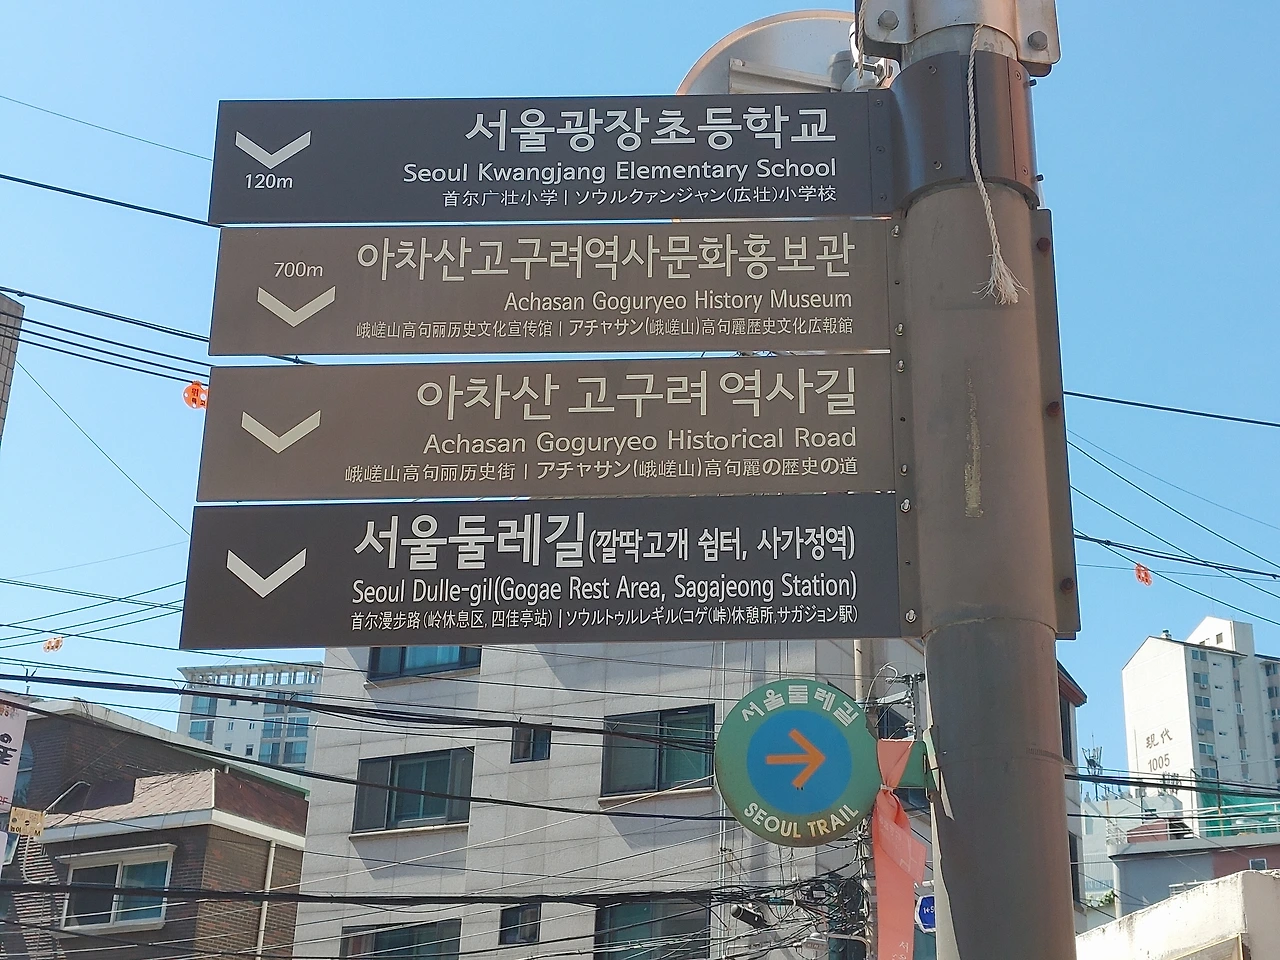 서울광장초등학교
120m
Seoul Kwangjang Elementary School
首尔广壮小学 | ソウルクァンジャン(広壮)小学校
700m
아차산고구려역사문화홍보관
Achasan Goguryeo History Museum
峨嵯山高句丽历史文化宣传馆 | アチャサン(峨嵯山)高句麗歴史文化広報館
아차산 고구려 역사길
Achasan Goguryeo Historical Road
峨嵯山高句丽历史街 | アチャサン(峨嵯山)高句麗の歴史の道
서울둘레길(깔딱고개 쉼터, 사가정역)
Seoul Dulle-gil(Gogae Rest Area, Sagajeong Station)
首尔漫步路(岭休息区, 四佳亭站) | ソウルトゥルレギル(コゲ(峠)休憩所,サガジョン駅)
서울둘레길
SEOUL TRAIL
現代
1005